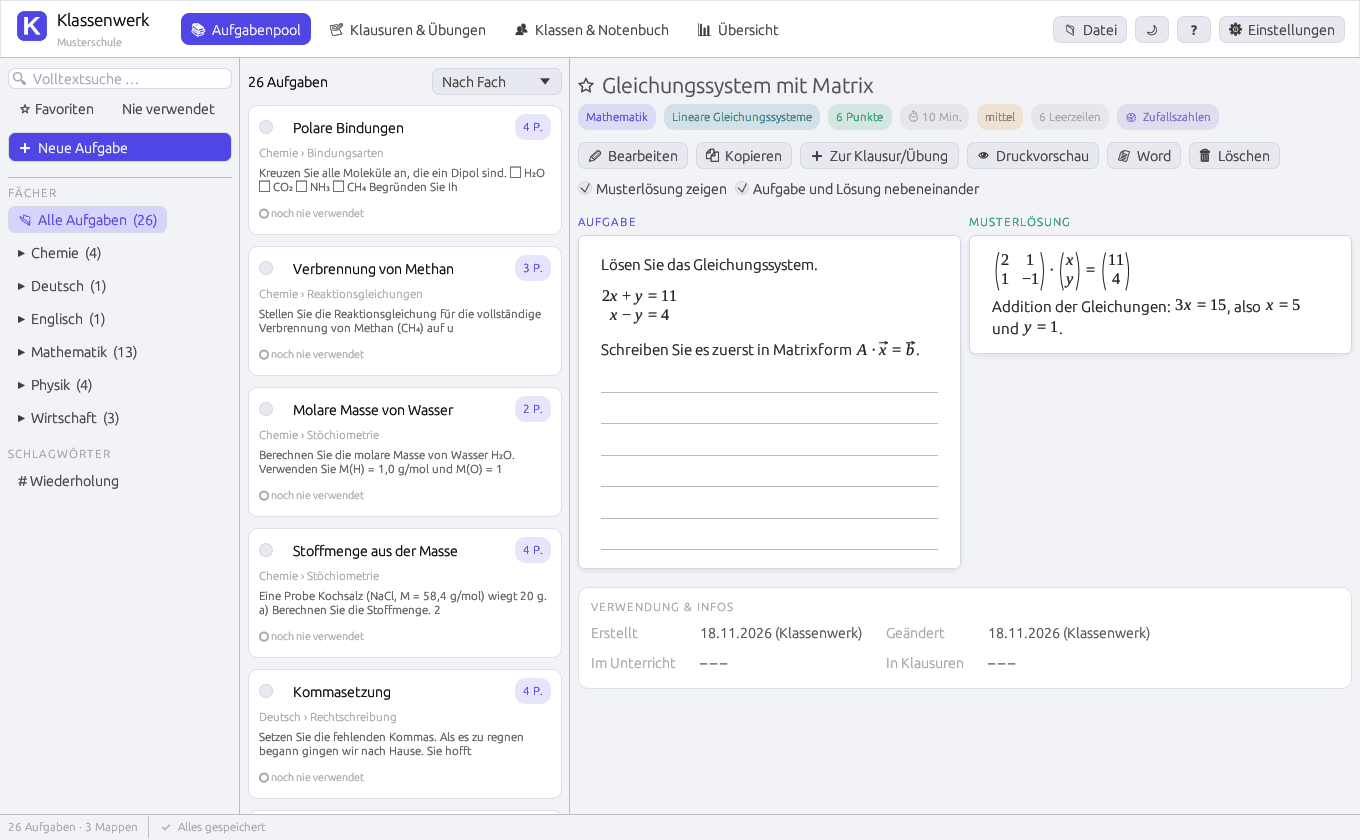 K
Klassenwerk
Musterschule
Aufgabenpool
Klausuren & Übungen
Klassen & Notenbuch
Übersicht
Datei
?
Einstellungen
Volltextsuche …
Favoriten
Nie verwendet
+ Neue Aufgabe
FÄCHER
Alle Aufgaben (26)
Chemie (4)
Deutsch (1)
Englisch (1)
Mathematik (13)
Physik (4)
Wirtschaft (3)
SCHLAGWÖRTER
# Wiederholung
26 Aufgaben
Nach Fach
Polare Bindungen
4 P.
Chemie › Bindungsarten
Kreuzen Sie alle Moleküle an, die ein Dipol sind. ☐ H₂O
☐ CO₂ ☐ NH₃ ☐ CH₄ Begründen Sie Ih
noch nie verwendet
Verbrennung von Methan
3 P.
Chemie › Reaktionsgleichungen
Stellen Sie die Reaktionsgleichung für die vollständige
Verbrennung von Methan (CH₄) auf u
noch nie verwendet
Molare Masse von Wasser
2 P.
Chemie › Stöchiometrie
Berechnen Sie die molare Masse von Wasser H₂O.
Verwenden Sie M(H) = 1,0 g/mol und M(O) = 1
noch nie verwendet
Stoffmenge aus der Masse
4 P.
Chemie › Stöchiometrie
Eine Probe Kochsalz (NaCl, M = 58,4 g/mol) wiegt 20 g.
a) Berechnen Sie die Stoffmenge. 2
noch nie verwendet
Kommasetzung
4 P.
Deutsch › Rechtschreibung
Setzen Sie die fehlenden Kommas. Als es zu regnen
begann gingen wir nach Hause. Sie hofft
noch nie verwendet
☆ Gleichungssystem mit Matrix
Mathematik
Lineare Gleichungssysteme
6 Punkte
10 Min.
mittel
6 Leerzeilen
Zufallszahlen
Bearbeiten
Kopieren
+ Zur Klausur/Übung
Druckvorschau
Word
Löschen
✓ Musterlösung zeigen
✓ Aufgabe und Lösung nebeneinander
AUFGABE
Lösen Sie das Gleichungssystem.
2x + y = 11
x − y = 4
Schreiben Sie es zuerst in Matrixform A · x⃗ = b⃗.
MUSTERLÖSUNG
(2 1; 1 −1) · (x; y) = (11; 4)
Addition der Gleichungen: 3x = 15, also x = 5
und y = 1.
VERWENDUNG & INFOS
Erstellt
18.11.2026 (Klassenwerk)
Geändert
18.11.2026 (Klassenwerk)
Im Unterricht
– – –
In Klausuren
– – –
26 Aufgaben · 3 Mappen
✓ Alles gespeichert